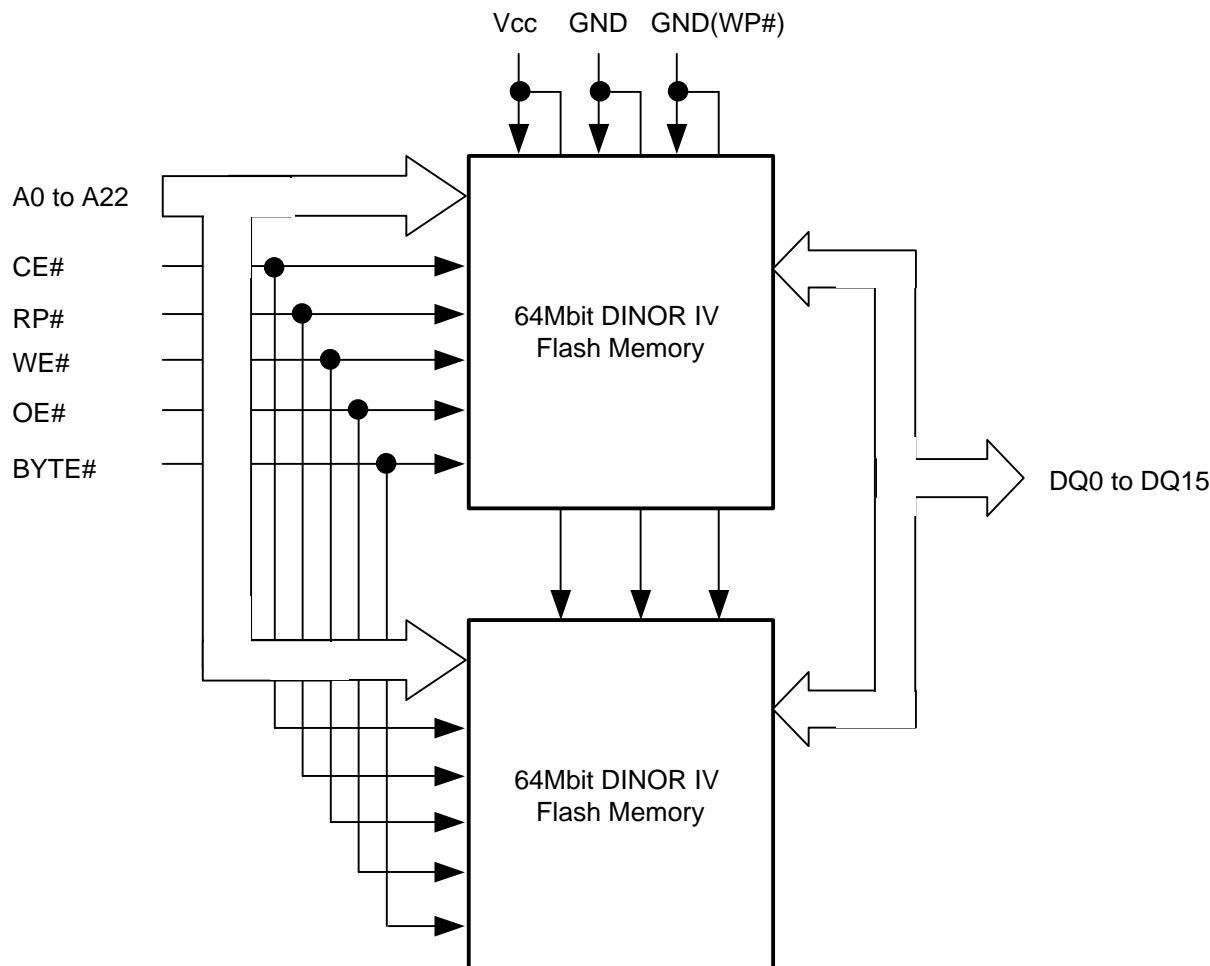 Vcc GND GND(WP#)
A0 to A22
CE#
RP#
WE#
OE#
BYTE#
64Mbit DINOR IV
Flash Memory
DQ0 to DQ15
64Mbit DINOR IV
Flash Memory